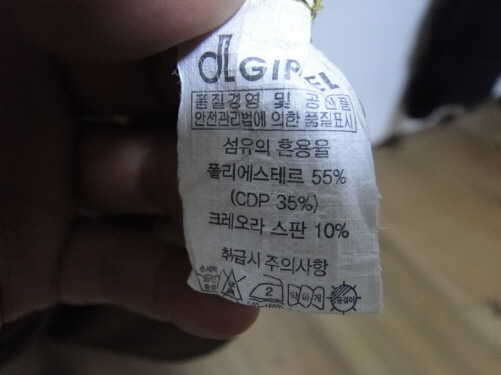 품질경영 및 공산품
안전관리법에 의한 품질표시
섬유의 혼용율
폴리에스테르 55%
(CDP 35%)
크레오라 스판 10%
취급시 주의사항
2